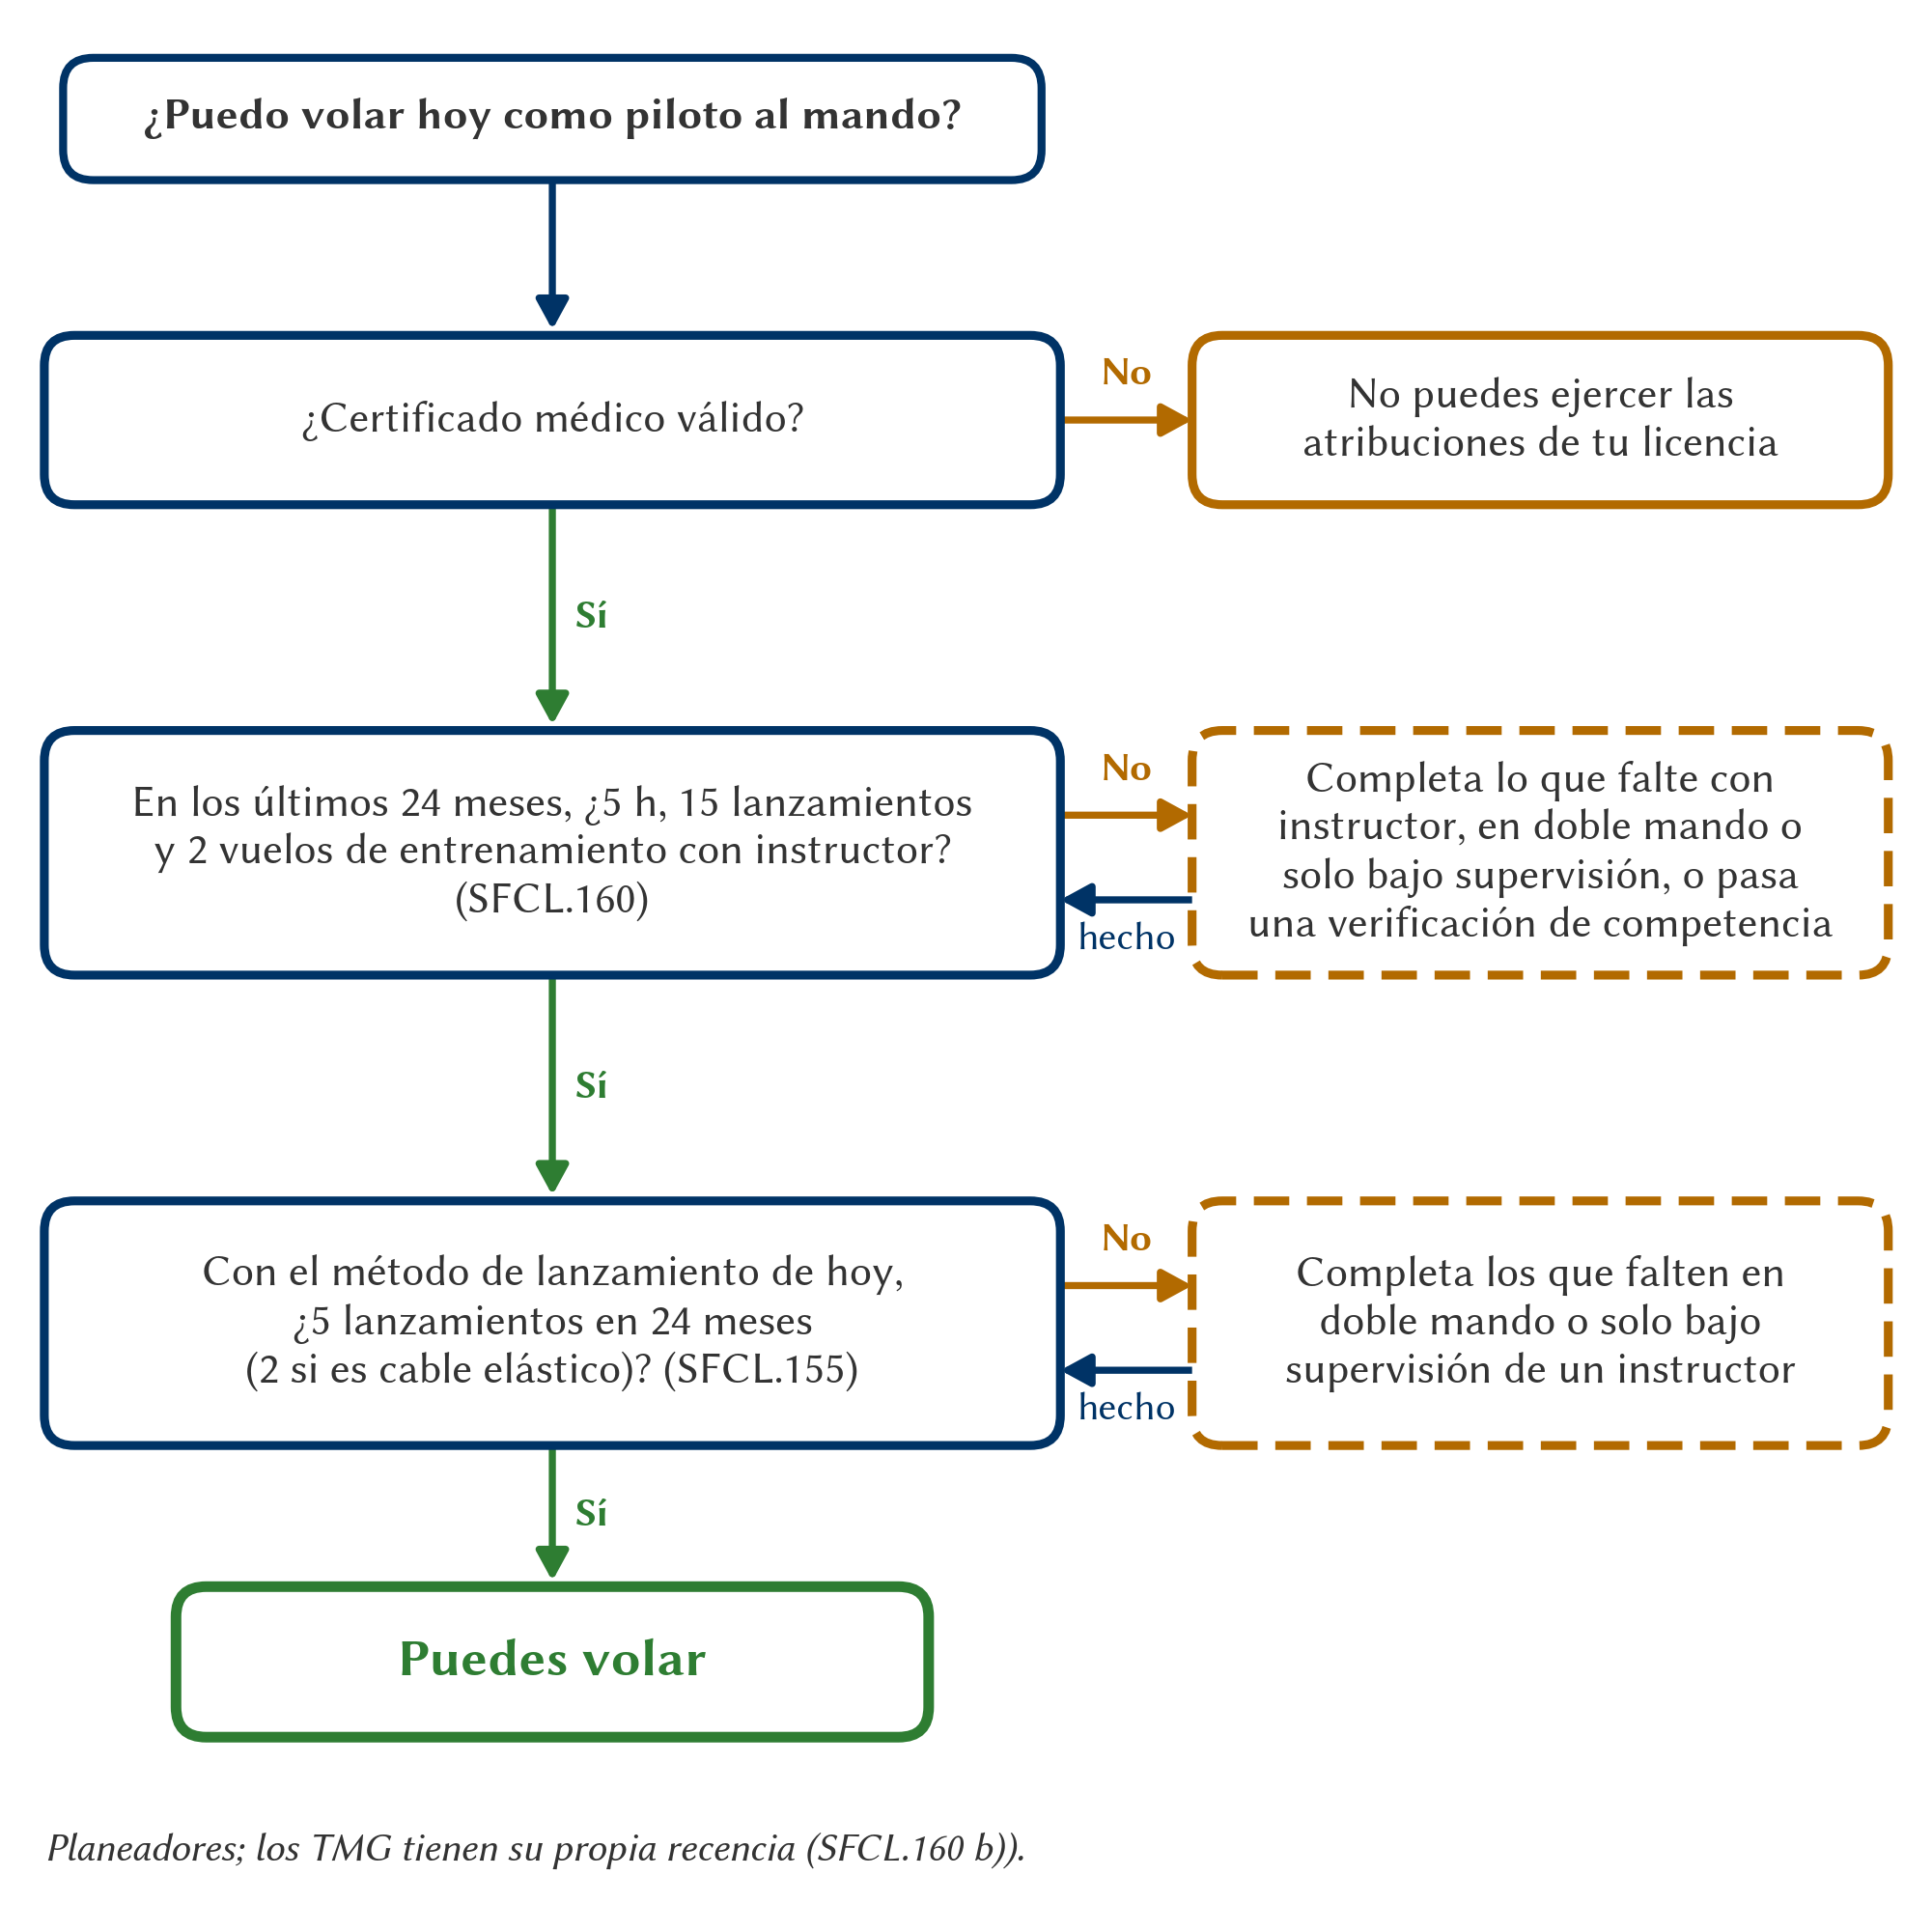 ¿Puedo volar hoy como piloto al mando?
¿Certificado médico válido?
No
No puedes ejercer las
atribuciones de tu licencia
Sí
En los últimos 24 meses, ¿5 h, 15 lanzamientos
y 2 vuelos de entrenamiento con instructor?
(SFCL.160)
No
hecho
Completa lo que falte con
instructor, en doble mando o
solo bajo supervisión, o pasa
una verificación de competencia
Sí
Con el método de lanzamiento de hoy,
¿5 lanzamientos en 24 meses
(2 si es cable elástico)? (SFCL.155)
No
hecho
Completa los que falten en
doble mando o solo bajo
supervisión de un instructor
Sí
Puedes volar
Planeadores; los TMG tienen su propia recencia (SFCL.160 b)).